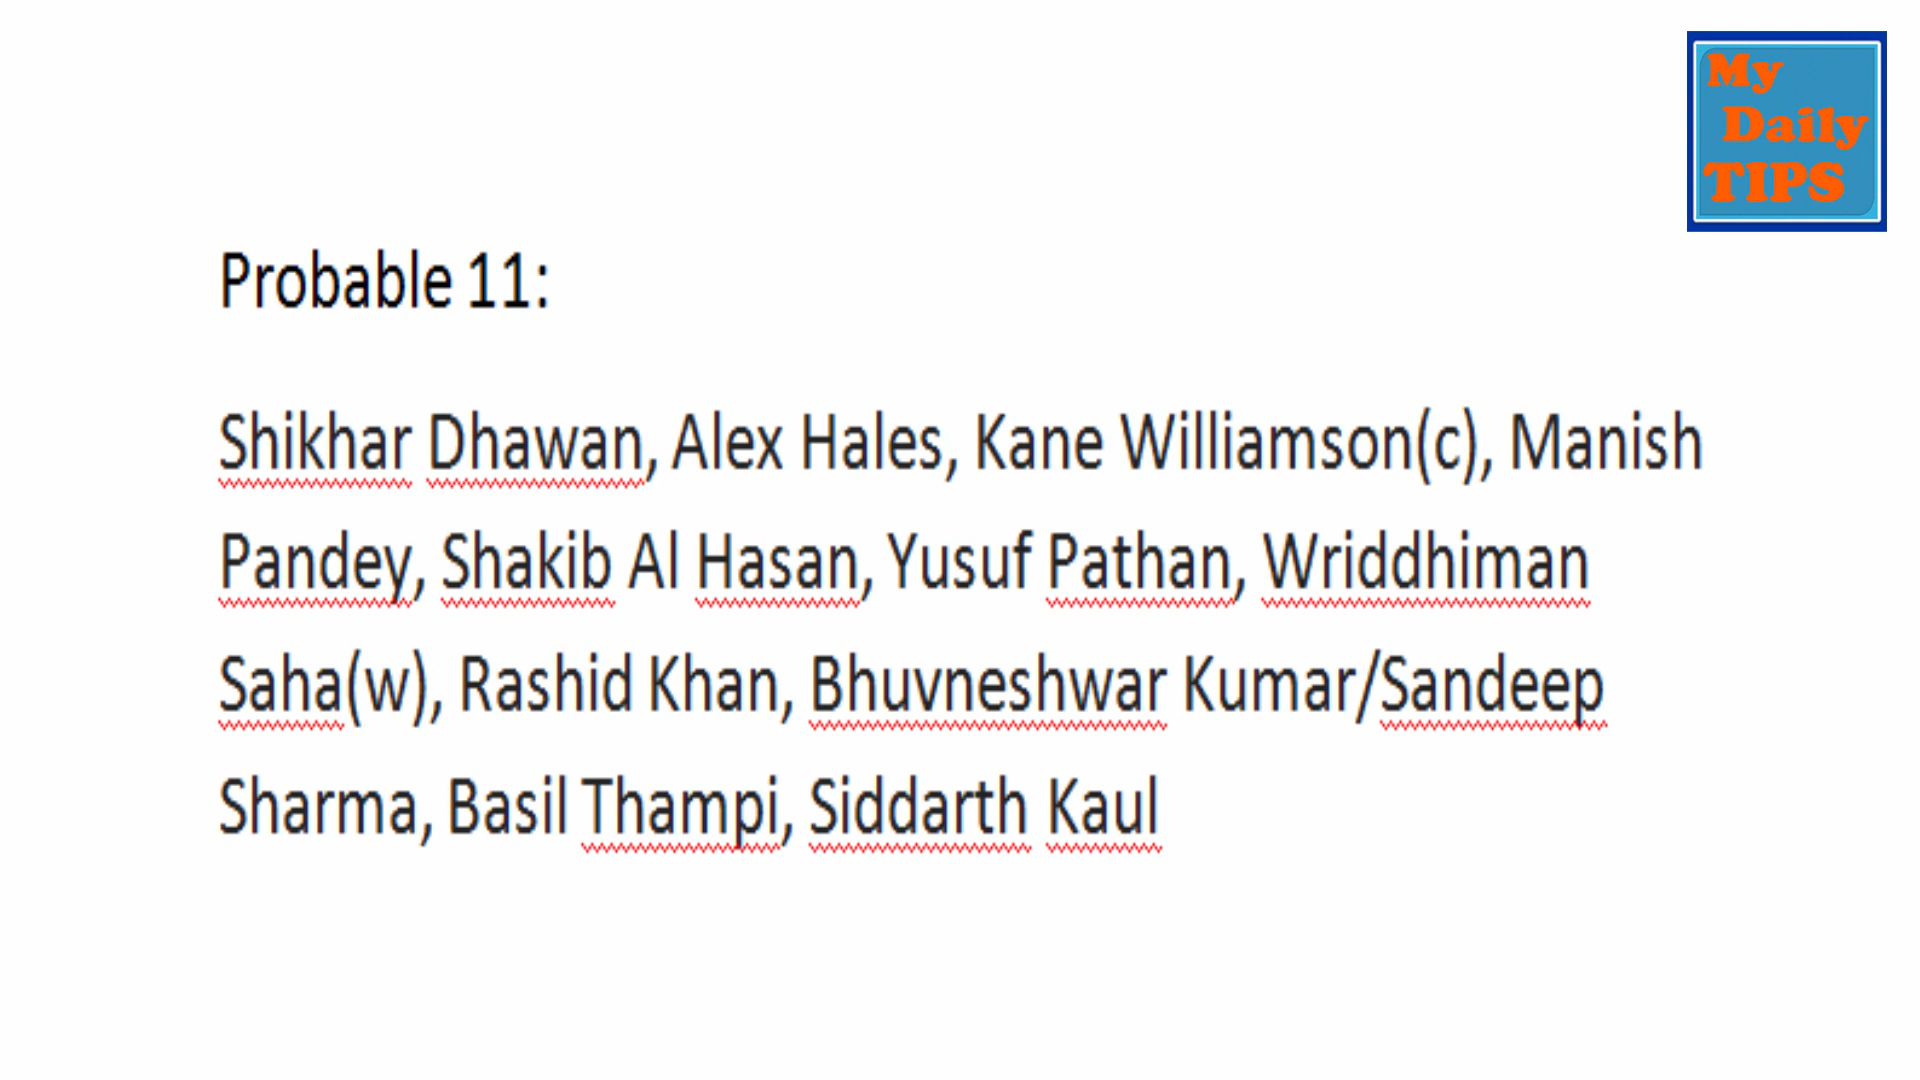 My
Daily
TIPS
Probable 11:
Shikhar Dhawan, Alex Hales, Kane Williamson(c), Manish
Pandey, Shakib Al Hasan, Yusuf Pathan, Wriddhiman
Saha(w), Rashid Khan, Bhuvneshwar Kumar/Sandeep
Sharma, Basil Thampi, Siddarth Kaul